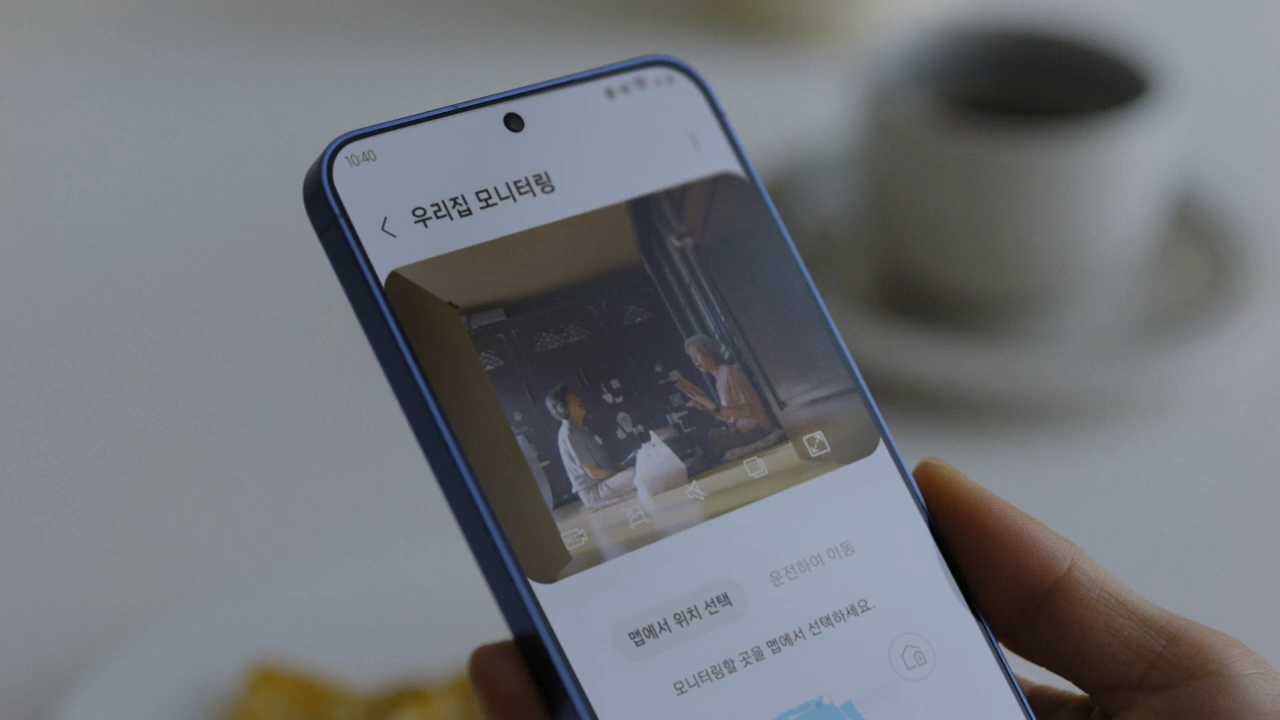 10:40
우리집 모니터링
맵에서 위치 선택
운전하여 이동
모니터링할 곳을 맵에서 선택하세요.